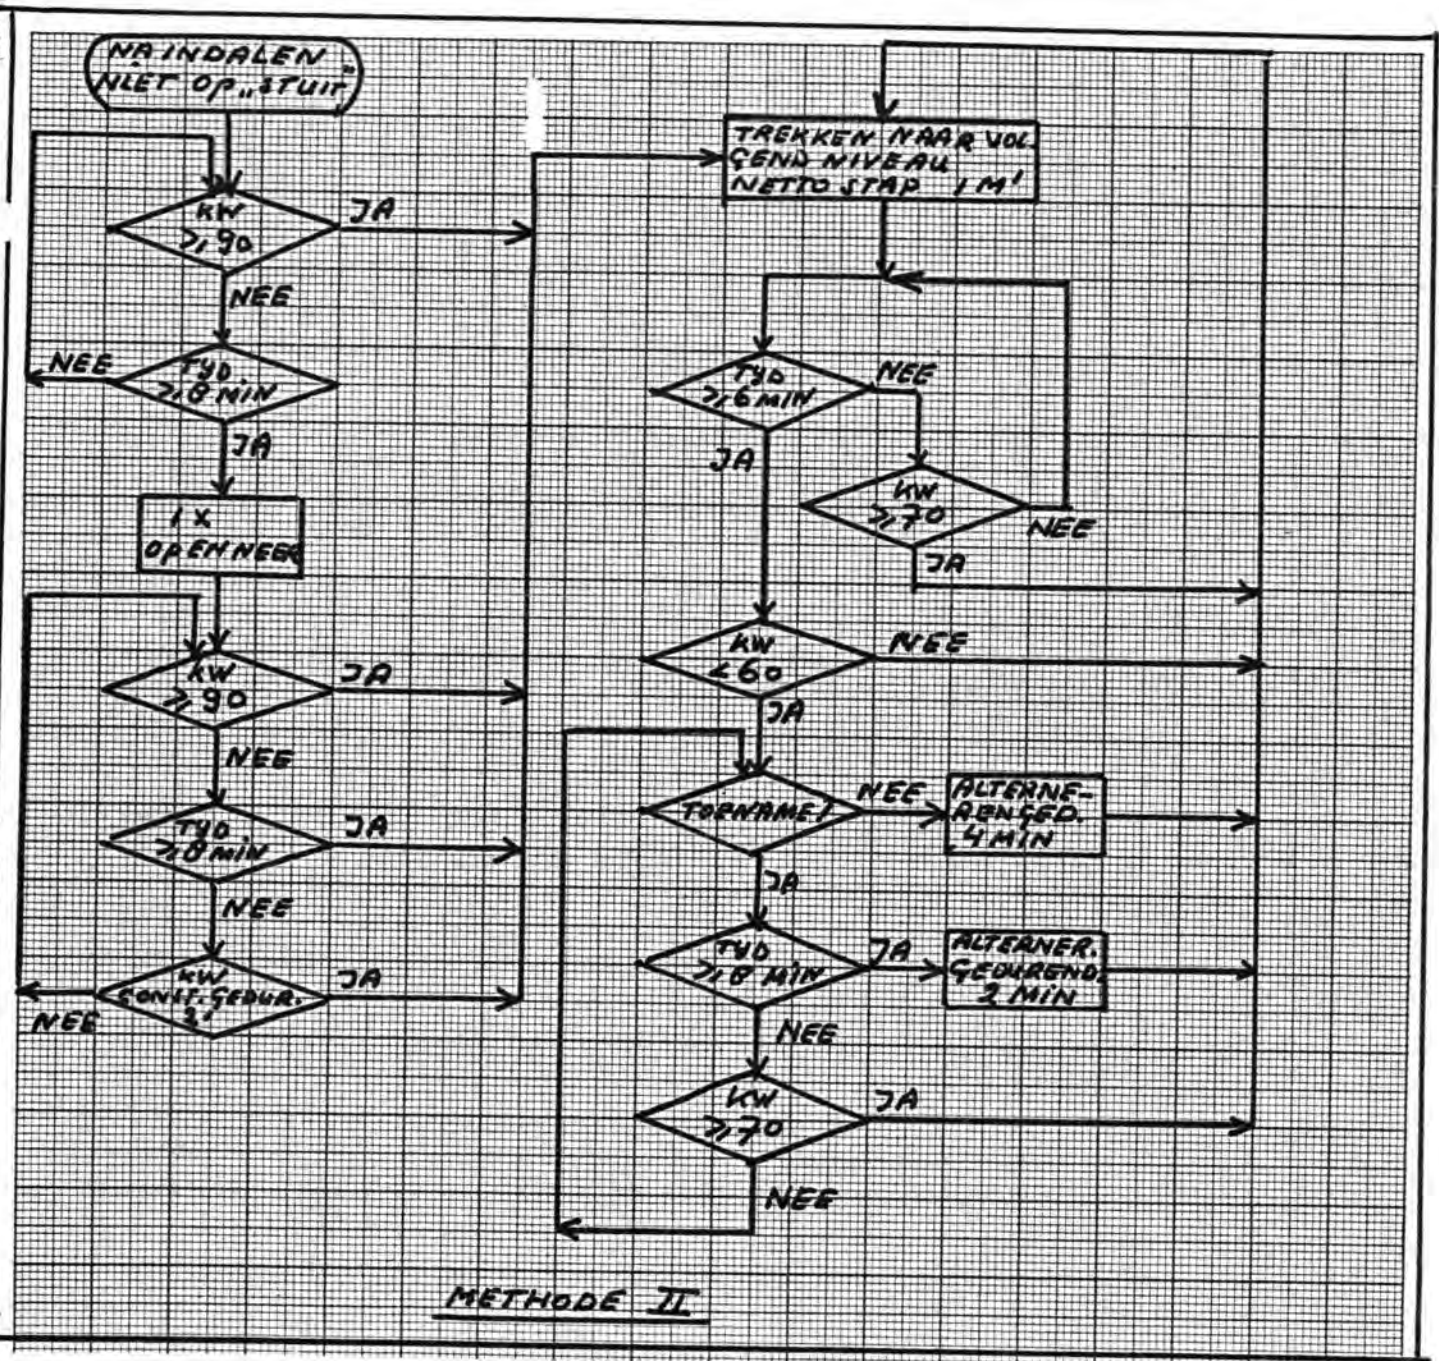 NA INDALEN
NIET OP „STUIT"
KW
≥ 90
JA
NEE
TYD
≥ 8 MIN
NEE
JA
1 X
OP EN NEER
KW
≥ 90
JA
NEE
TYD
≥ 8 MIN
JA
NEE
KW
CONST. GEDUR.
2'
JA
NEE
TREKKEN NAAR VOL-
GEND NIVEAU
NETTO STAP 1 M'
TYD
≥ 6 MIN
NEE
JA
KW
≥ 70
NEE
JA
KW
< 60
NEE
JA
TOENAME?
NEE
ALTERNE-
REN GED.
4 MIN
JA
TYD
≥ 8 MIN
JA
ALTERNER.
GEDUREND.
2 MIN
NEE
KW
≥ 70
JA
NEE
METHODE II